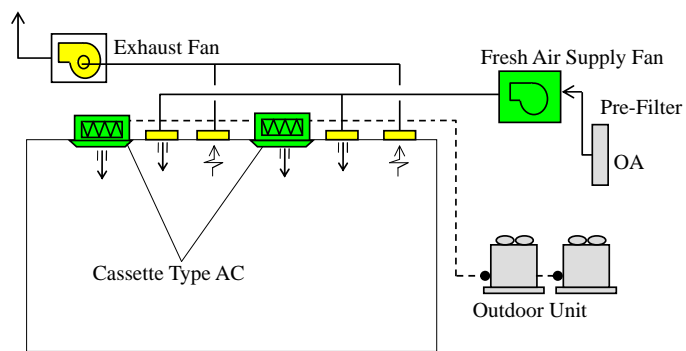 Exhaust Fan
Fresh Air Supply Fan
Pre-Filter
OA
Cassette Type AC
Outdoor Unit